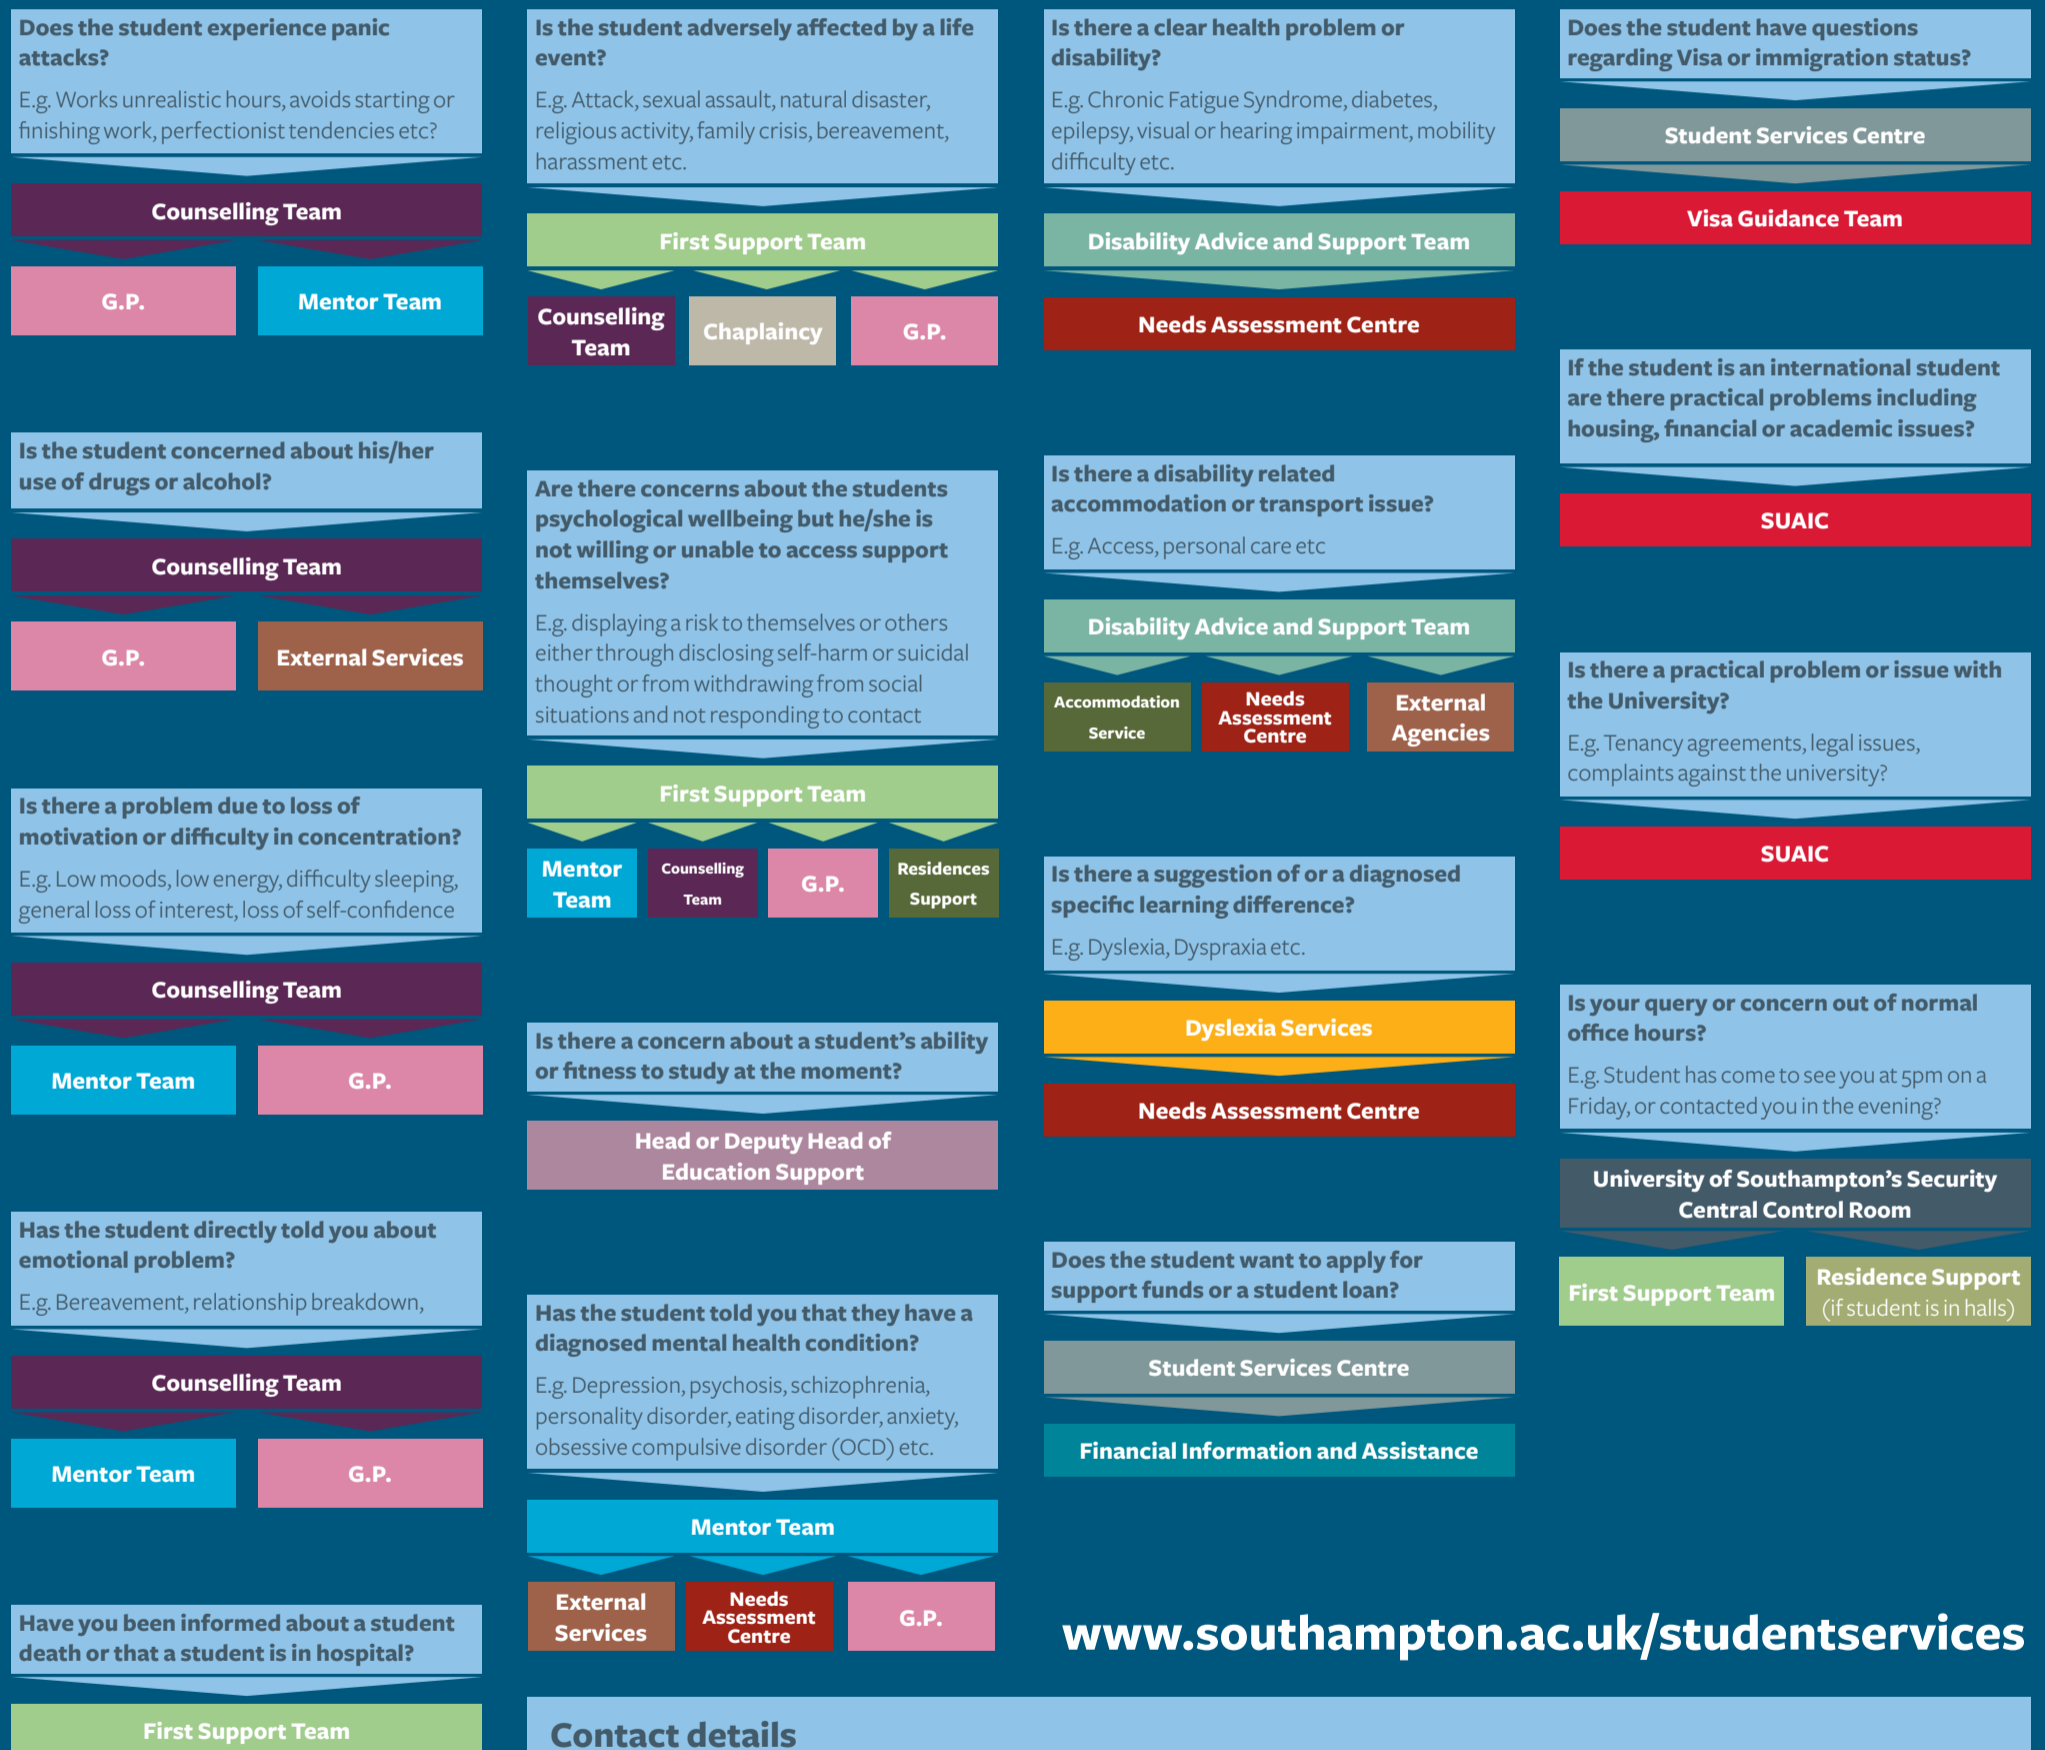 Does the student experience panic
attacks?
E.g. Works unrealistic hours, avoids starting or
finishing work, perfectionist tendencies etc?
Counselling Team
G.P.
Mentor Team
Is the student concerned about his/her
use of drugs or alcohol?
Counselling Team
G.P.
External Services
Is there a problem due to loss of
motivation or difficulty in concentration?
E.g. Low moods, low energy, difficulty sleeping,
general loss of interest, loss of self-confidence
Counselling Team
Mentor Team
G.P.
Has the student directly told you about
emotional problem?
E.g. Bereavement, relationship breakdown,
Counselling Team
Mentor Team
G.P.
Have you been informed about a student
death or that a student is in hospital?
First Support Team
Is the student adversely affected by a life
event?
E.g. Attack, sexual assault, natural disaster,
religious activity, family crisis, bereavement,
harassment etc.
First Support Team
Counselling
Team
Chaplaincy
G.P.
Are there concerns about the students
psychological wellbeing but he/she is
not willing or unable to access support
themselves?
E.g. displaying a risk to themselves or others
either through disclosing self-harm or suicidal
thought or from withdrawing from social
situations and not responding to contact
First Support Team
Mentor
Team
Counselling
Team
G.P.
Residences
Support
Is there a concern about a student's ability
or fitness to study at the moment?
Head or Deputy Head of
Education Support
Has the student told you that they have a
diagnosed mental health condition?
E.g. Depression, psychosis, schizophrenia,
personality disorder, eating disorder, anxiety,
obsessive compulsive disorder (OCD) etc.
Mentor Team
External
Services
Needs
Assessment
Centre
G.P.
Is there a clear health problem or
disability?
E.g. Chronic Fatigue Syndrome, diabetes,
epilepsy, visual or hearing impairment, mobility
difficulty etc.
Disability Advice and Support Team
Needs Assessment Centre
Is there a disability related
accommodation or transport issue?
E.g. Access, personal care etc
Disability Advice and Support Team
Accommodation
Service
Needs
Assessment
Centre
External
Agencies
Is there a suggestion of or a diagnosed
specific learning difference?
E.g. Dyslexia, Dyspraxia etc.
Dyslexia Services
Needs Assessment Centre
Does the student want to apply for
support funds or a student loan?
Student Services Centre
Financial Information and Assistance
Does the student have questions
regarding Visa or immigration status?
Student Services Centre
Visa Guidance Team
If the student is an international student
are there practical problems including
housing, financial or academic issues?
SUAIC
Is there a practical problem or issue with
the University?
E.g. Tenancy agreements, legal issues,
complaints against the university?
SUAIC
Is your query or concern out of normal
office hours?
E.g. Student has come to see you at 5pm on a
Friday, or contacted you in the evening?
University of Southampton's Security
Central Control Room
First Support Team
Residence Support
(if student is in halls)
www.southampton.ac.uk/studentservices
Contact details